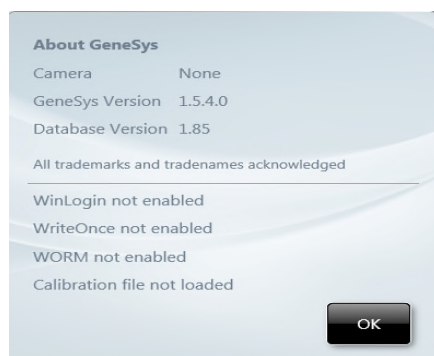 About GeneSys
Camera None
GeneSys Version 1.5.4.0
Database Version 1.85
All trademarks and tradenames acknowledged
WinLogin not enabled
WriteOnce not enabled
WORM not enabled
Calibration file not loaded
OK